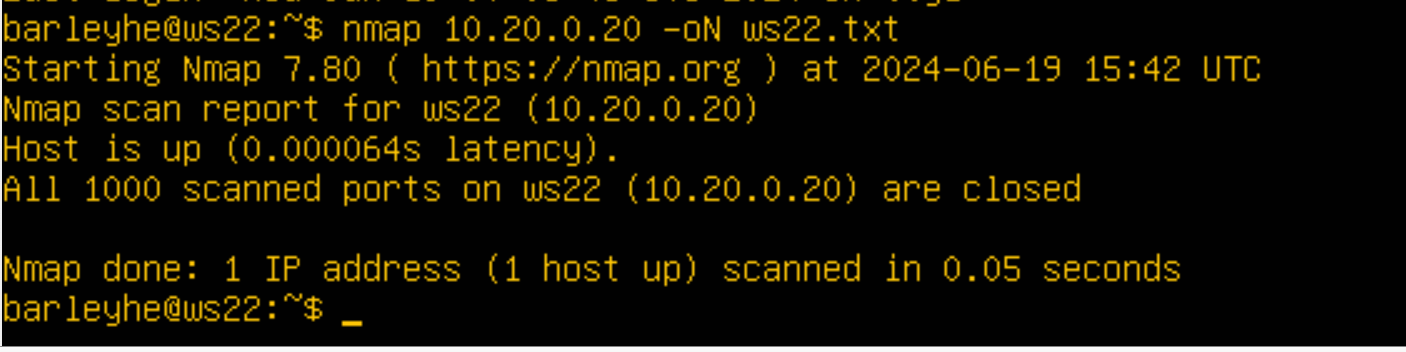 barleyhe@ws22:~$ nmap 10.20.0.20 -oN ws22.txt
Starting Nmap 7.80 ( https://nmap.org ) at 2024-06-19 15:42 UTC
Nmap scan report for ws22 (10.20.0.20)
Host is up (0.000064s latency).
All 1000 scanned ports on ws22 (10.20.0.20) are closed
Nmap done: 1 IP address (1 host up) scanned in 0.05 seconds
barleyhe@ws22:~$ _